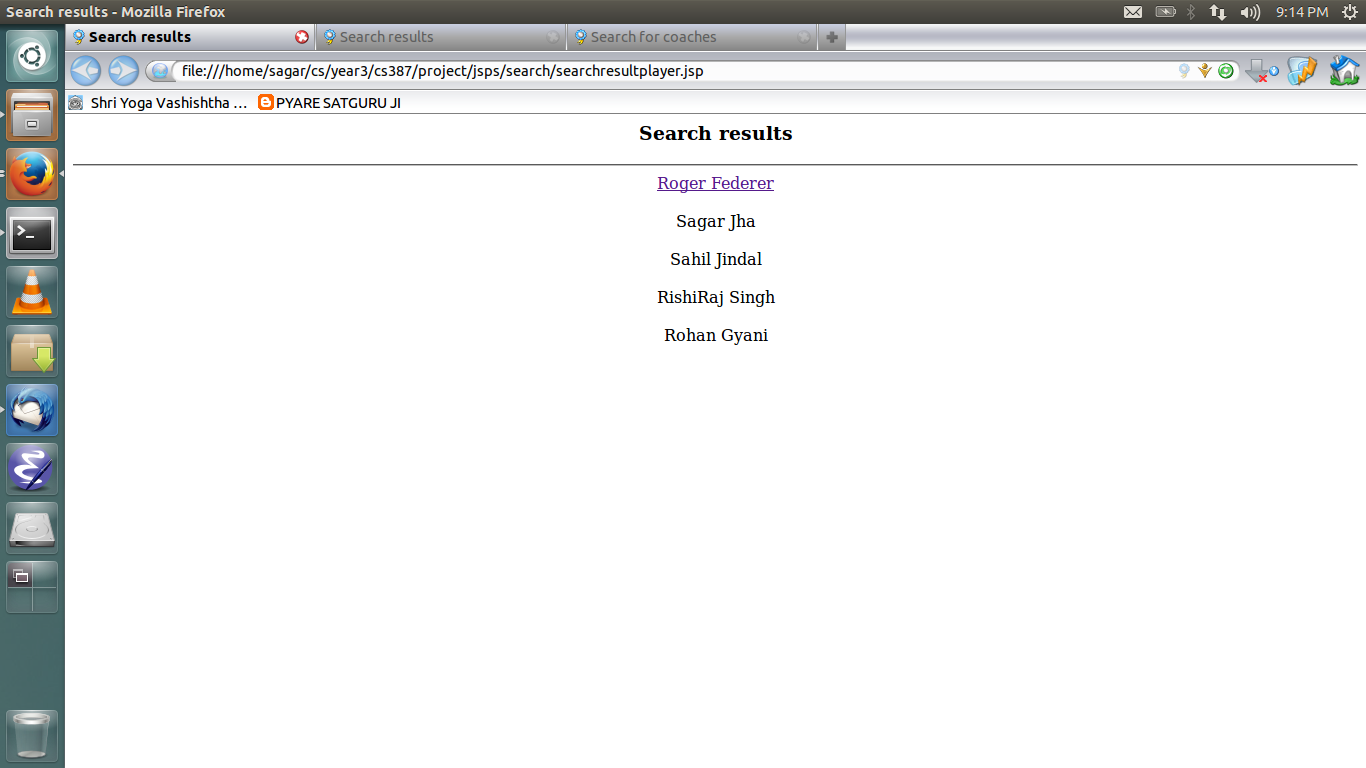 Search results - Mozilla Firefox
9:14 PM
Search results
Search results
Search for coaches
file:///home/sagar/cs/year3/cs387/project/jsps/search/searchresultplayer.jsp
Shri Yoga Vashishtha ...
PYARE SATGURU JI
Search results
Roger Federer
Sagar Jha
Sahil Jindal
RishiRaj Singh
Rohan Gyani